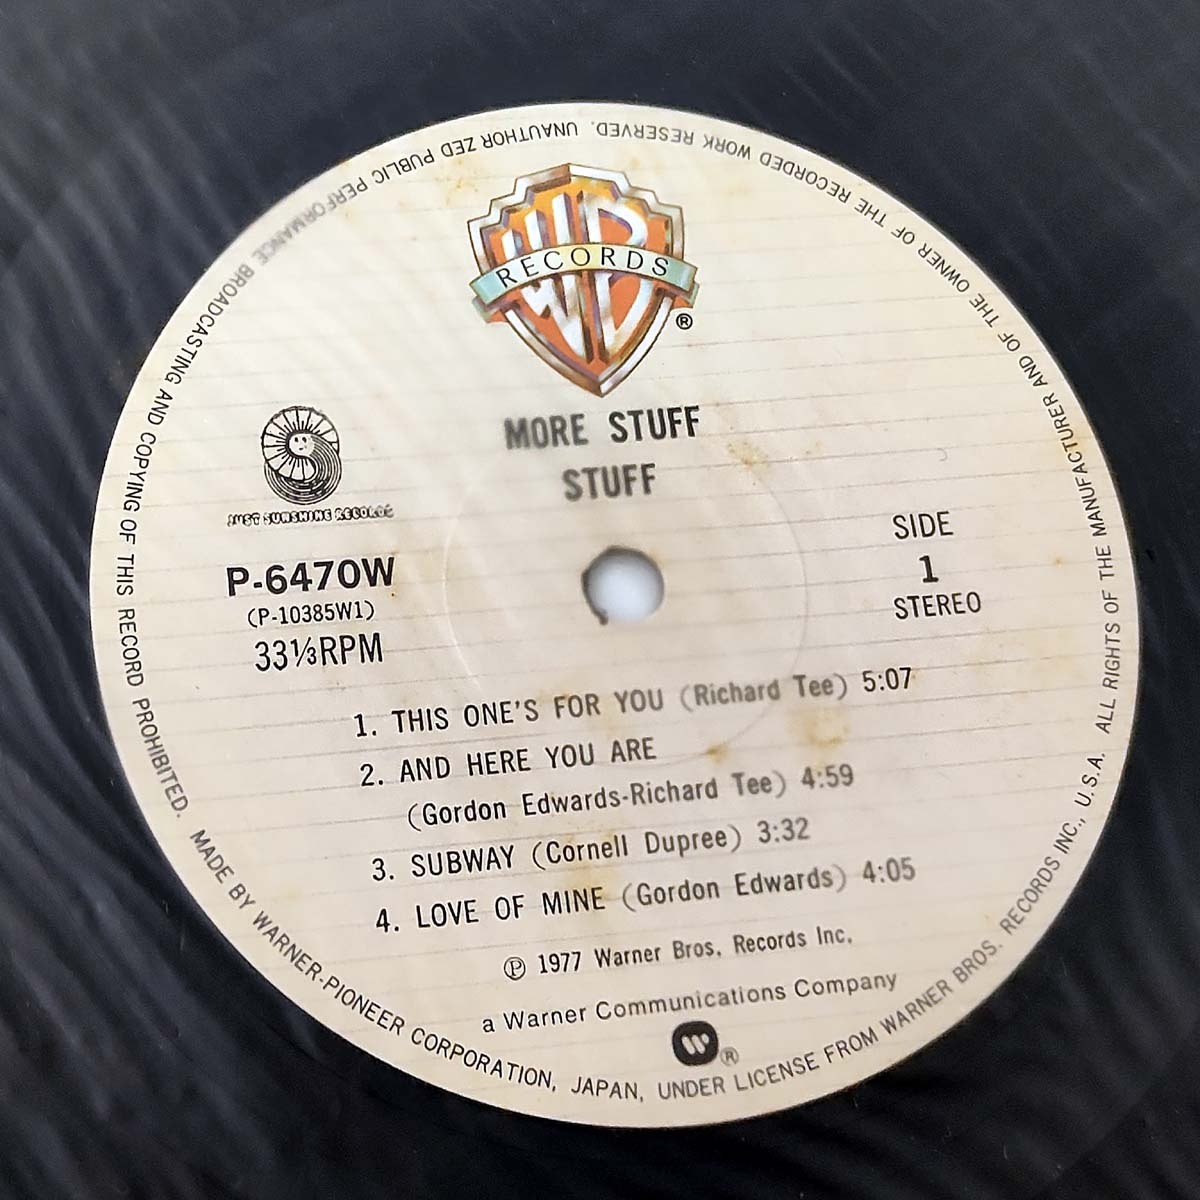 WB
RECORDS
®
MORE STUFF
STUFF
JUST SUNSHINE RECORDS
P-6470W
(P-10385W1)
33⅓RPM
SIDE
1
STEREO
1. THIS ONE'S FOR YOU (Richard Tee) 5:07
2. AND HERE YOU ARE
(Gordon Edwards-Richard Tee) 4:59
3. SUBWAY (Cornell Dupree) 3:32
4. LOVE OF MINE (Gordon Edwards) 4:05
℗ 1977 Warner Bros. Records Inc.
a Warner Communications Company
®
ALL RIGHTS OF THE MANUFACTURER AND OF THE OWNER OF THE RECORDED WORK RESERVED. UNAUTHOR ZED PUBLIC PERFORMANCE BROADCASTING AND COPYING OF THIS RECORD PROHIBITED. MADE BY WARNER-PIONEER CORPORATION, JAPAN, UNDER LICENSE FROM WARNER BROS. RECORDS INC., U.S.A.